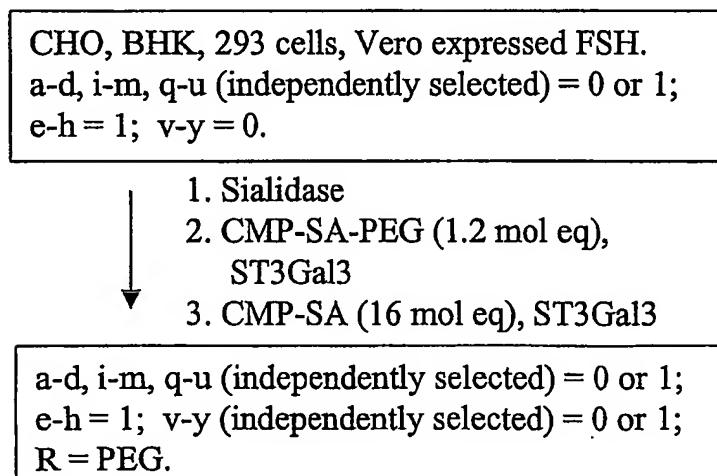 CHO, BHK, 293 cells, Vero expressed FSH.
a-d, i-m, q-u (independently selected) = 0 or 1;
e-h = 1; v-y = 0.
1. Sialidase
2. CMP-SA-PEG (1.2 mol eq),
ST3Gal3
3. CMP-SA (16 mol eq), ST3Gal3
a-d, i-m, q-u (independently selected) = 0 or 1;
e-h = 1; v-y (independently selected) = 0 or 1;
R = PEG.